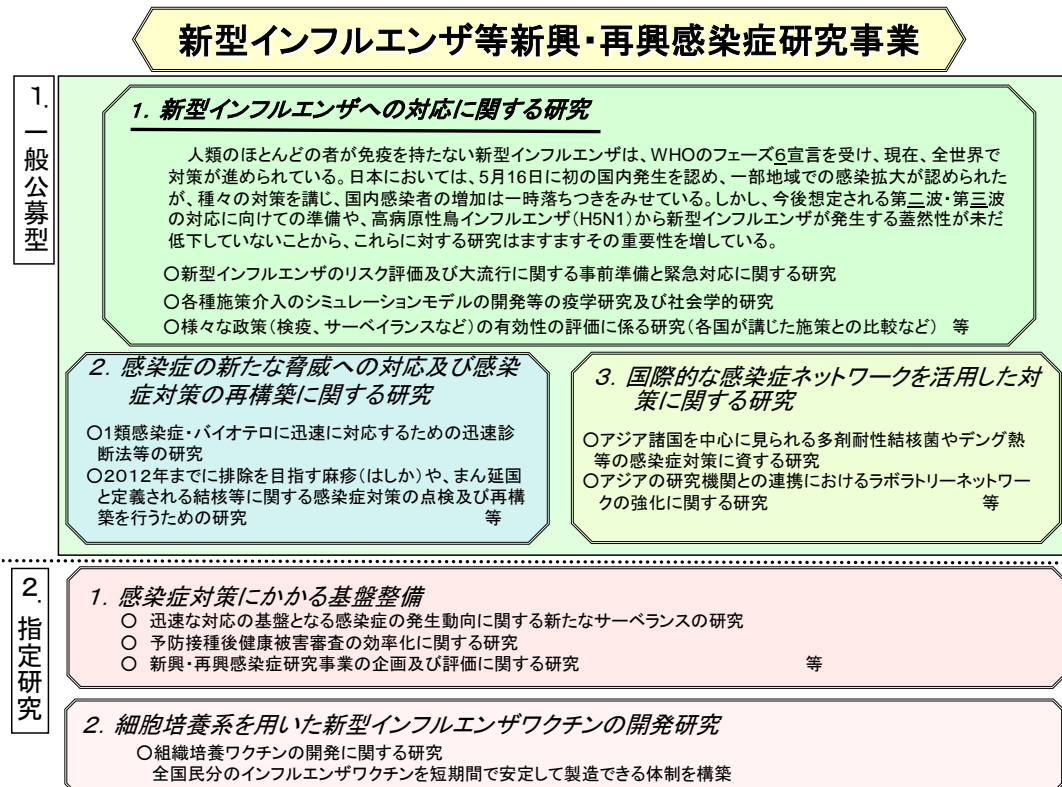 新型インフルエンザ等新興・再興感染症研究事業
1.一般公募型
1. 新型インフルエンザへの対応に関する研究
人類のほとんどの者が免疫を持たない新型インフルエンザは、WHOのフェーズ6宣言を受け、現在、全世界で
対策が進められている。日本においては、5月16日に初の国内発生を認め、一部地域での感染拡大が認められた
が、種々の対策を講じ、国内感染者の増加は一時落ちつきをみせている。しかし、今後想定される第二波・第三波
の対応に向けての準備や、高病原性鳥インフルエンザ(H5N1)から新型インフルエンザが発生する蓋然性が未だ
低下していないことから、これらに対する研究はますますその重要性を増している。
○新型インフルエンザのリスク評価及び大流行に関する事前準備と緊急対応に関する研究
○各種施策介入のシミュレーションモデルの開発等の疫学研究及び社会学的研究
○様々な政策(検疫、サーベイランスなど)の有効性の評価に係る研究(各国が講じた施策との比較など) 等
2. 感染症の新たな脅威への対応及び感染
症対策の再構築に関する研究
○1類感染症・バイオテロに迅速に対応するための迅速診
断法等の研究
○2012年までに排除を目指す麻疹(はしか)や、まん延国
と定義される結核等に関する感染症対策の点検及び再構
築を行うための研究 等
3. 国際的な感染症ネットワークを活用した対
策に関する研究
○アジア諸国を中心に見られる多剤耐性結核菌やデング熱
等の感染症対策に資する研究
○アジアの研究機関との連携におけるラボラトリーネットワー
クの強化に関する研究 等
2.指定研究
1. 感染症対策にかかる基盤整備
○ 迅速な対応の基盤となる感染症の発生動向に関する新たなサーベランスの研究
○ 予防接種後健康被害審査の効率化に関する研究
○ 新興・再興感染症研究事業の企画及び評価に関する研究 等
2. 細胞培養系を用いた新型インフルエンザワクチンの開発研究
○組織培養ワクチンの開発に関する研究
全国民分のインフルエンザワクチンを短期間で安定して製造できる体制を構築